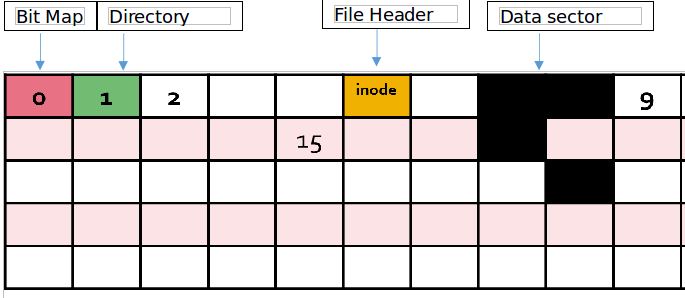 Bit Map
Directory
File Header
Data sector
0
1
2
inode
9
15